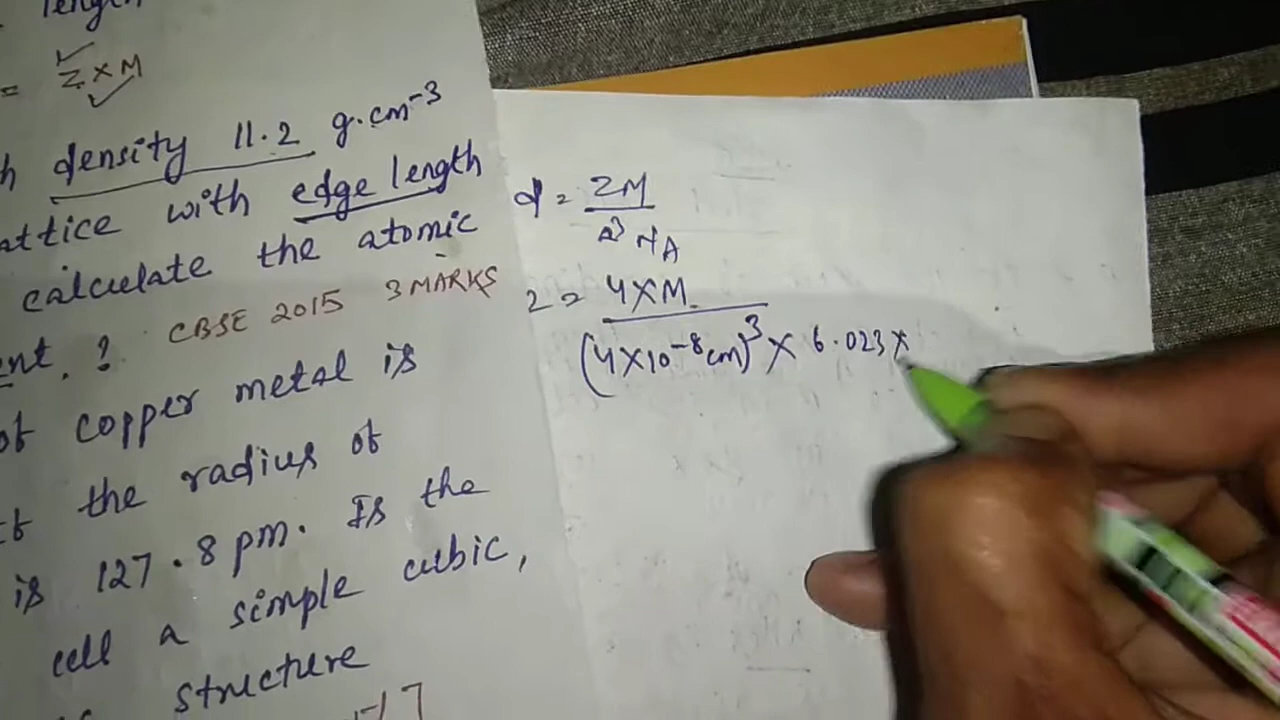 length
= Z × M
density 11.2 g.cm⁻³
attice with edge length
calculate the atomic
ent. ? CBSE 2015 3 MARKS
of copper metal is
the radius of
is 127.8 pm. Is the
cell a simple cubic,
structure
d = ZM
a³ NA
2 = 4×M
(4×10⁻⁸cm)³ × 6.023×